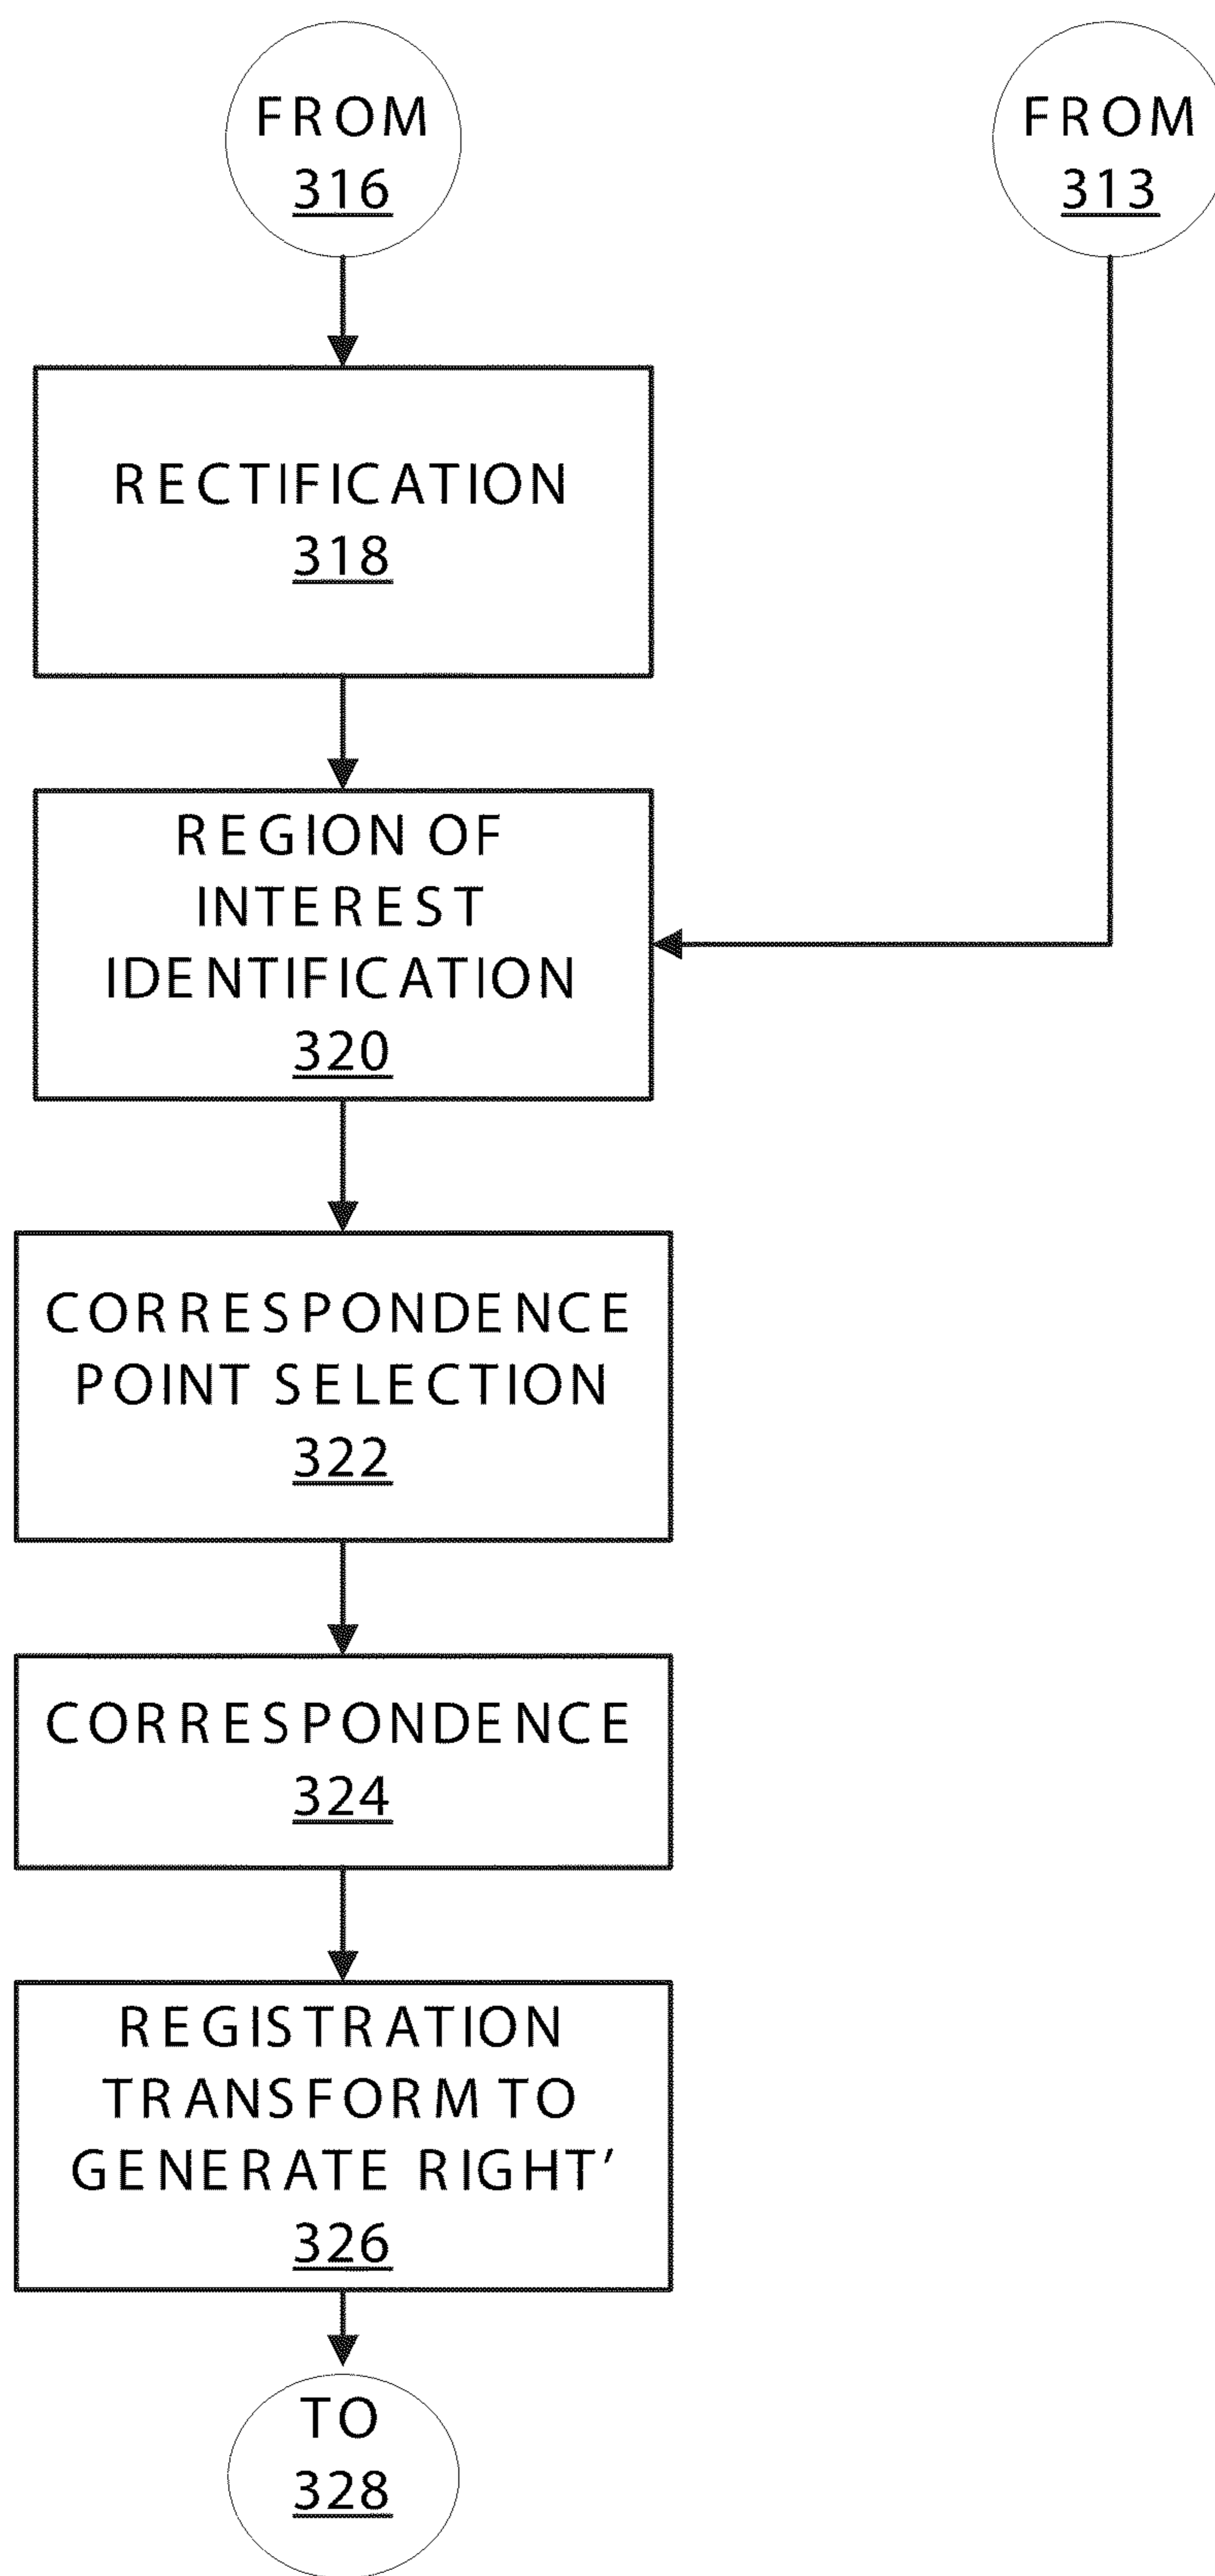 FROM
316
FROM
313
RECTIFICATION
318
REGION OF
INTEREST
IDENTIFICATION
320
CORRESPONDENCE
POINT SELECTION
322
CORRESPONDENCE
324
REGISTRATION
TRANSFORM TO
GENERATE RIGHT’
326
TO
328